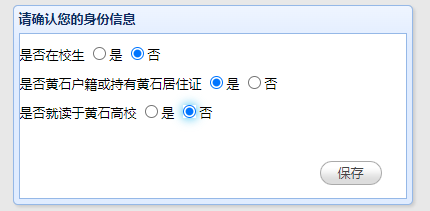 请确认您的身份信息
是否在校生 是 否
是否黄石户籍或持有黄石居住证 是 否
是否就读于黄石高校 是 否
保存